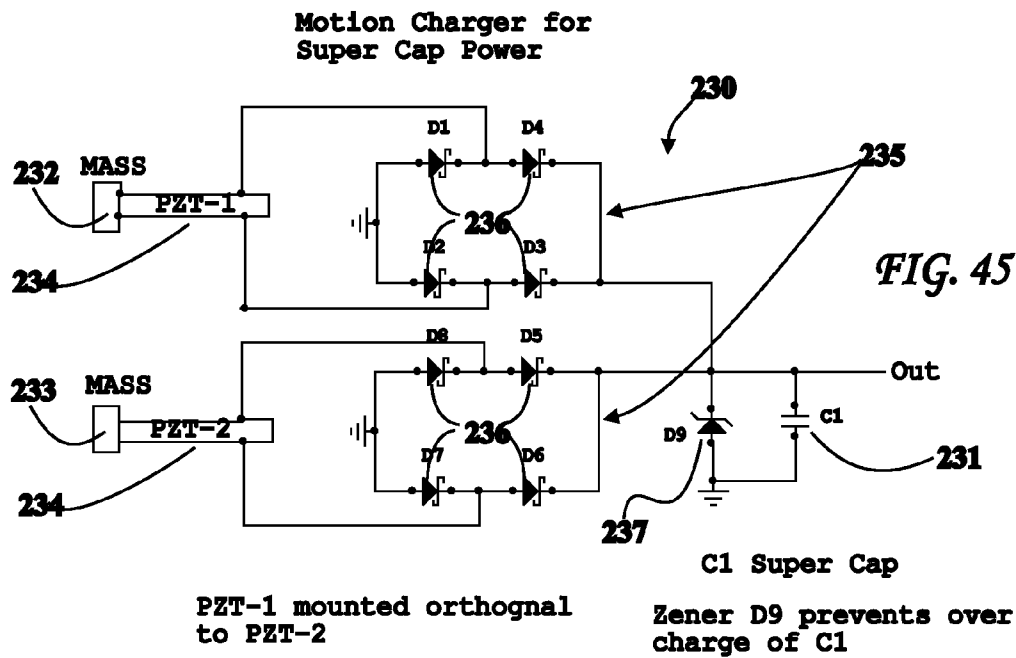 Motion Charger for
Super Cap Power
230
D1
D4
235
232
MASS
PZT-1
236
D2
D3
234
FIG. 45
D8
D5
Out
233
MASS
PZT-2
236
D9
C1
D7
D6
231
234
237
C1 Super Cap
PZT-1 mounted orthognal
to PZT-2
Zener D9 prevents over
charge of C1